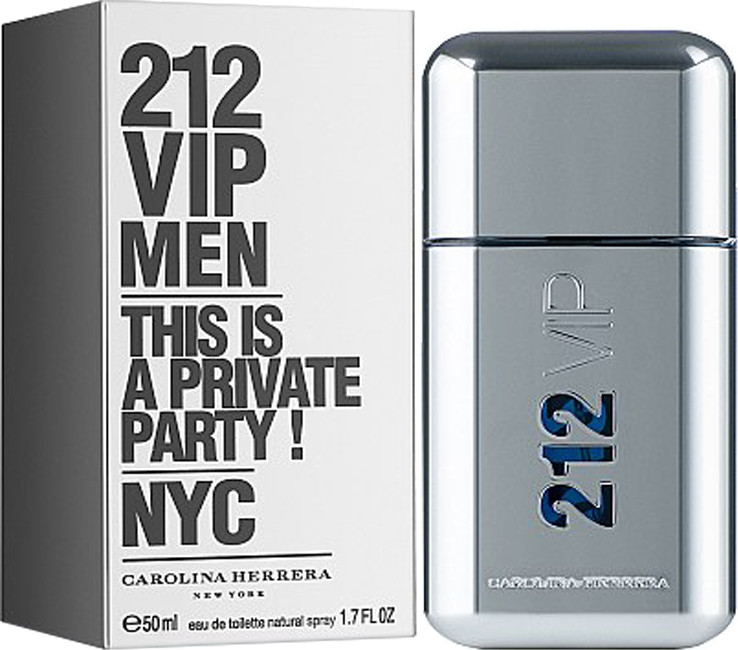 212
VIP
MEN
THIS IS
A PRIVATE
PARTY !
NYC
CAROLINA HERRERA
NEW YORK
e50ml eau de toilette natural spray 1.7 FL OZ
212 VIP
CAROLINA HERRERA